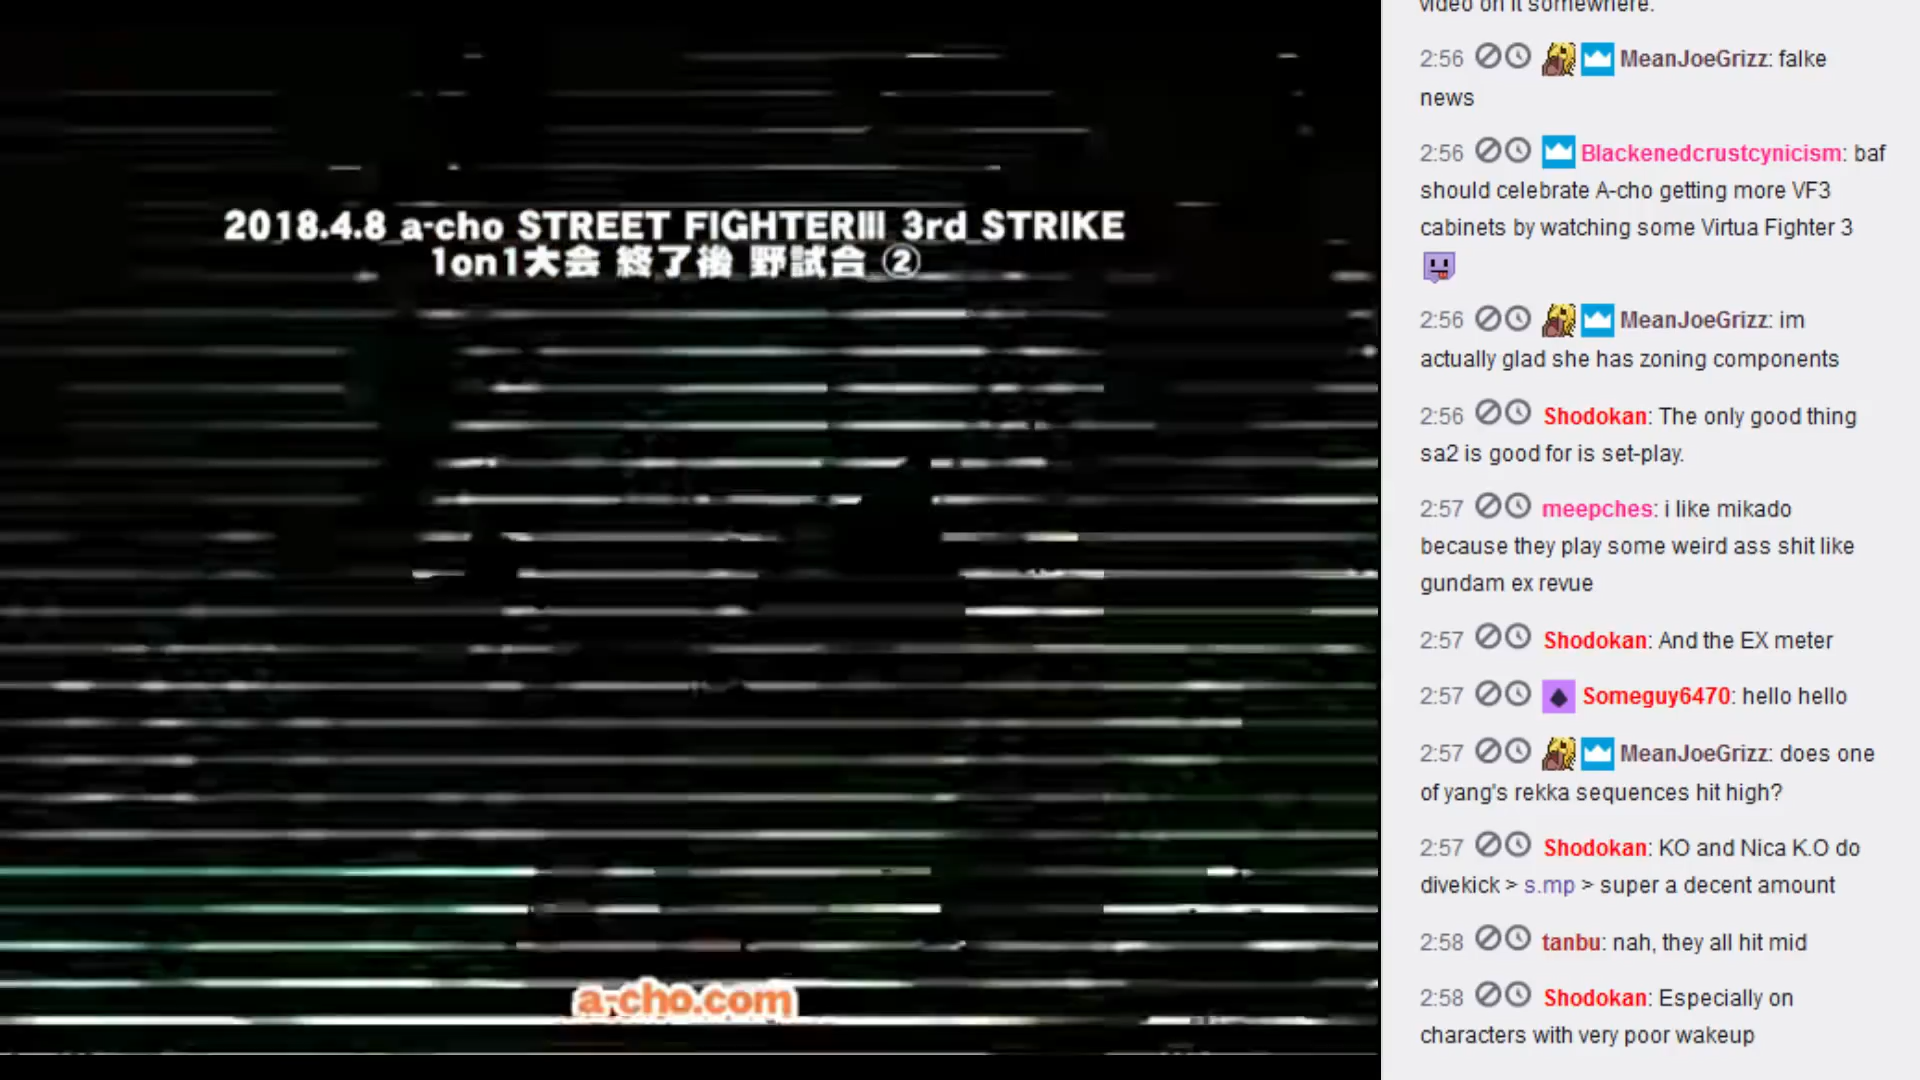 2018.4.8 a-cho STREET FIGHTERIII 3rd STRIKE
1on1大会 終了後 野試合 ②
a-cho.com
video on it somewhere.
2:56 MeanJoeGrizz: falke
news
2:56 Blackenedcrustcynicism: baf
should celebrate A-cho getting more VF3
cabinets by watching some Virtua Fighter 3
2:56 MeanJoeGrizz: im
actually glad she has zoning components
2:56 Shodokan: The only good thing
sa2 is good for is set-play.
2:57 meepches: i like mikado
because they play some weird ass shit like
gundam ex revue
2:57 Shodokan: And the EX meter
2:57 Someguy6470: hello hello
2:57 MeanJoeGrizz: does one
of yang's rekka sequences hit high?
2:57 Shodokan: KO and Nica K.O do
divekick > s.mp > super a decent amount
2:58 tanbu: nah, they all hit mid
2:58 Shodokan: Especially on
characters with very poor wakeup